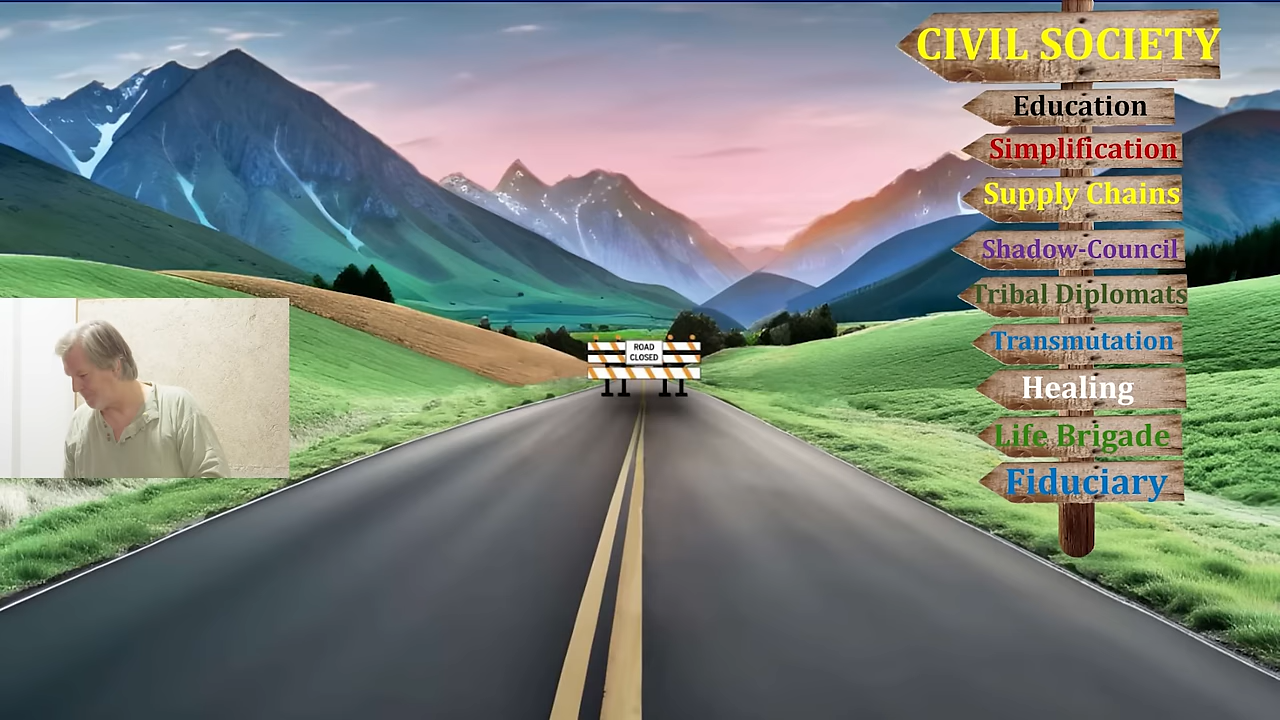 CIVIL SOCIETY
Education
Simplification
Supply Chains
Shadow-Council
Tribal Diplomats
Transmutation
Healing
Life Brigade
Fiduciary
ROAD
CLOSED